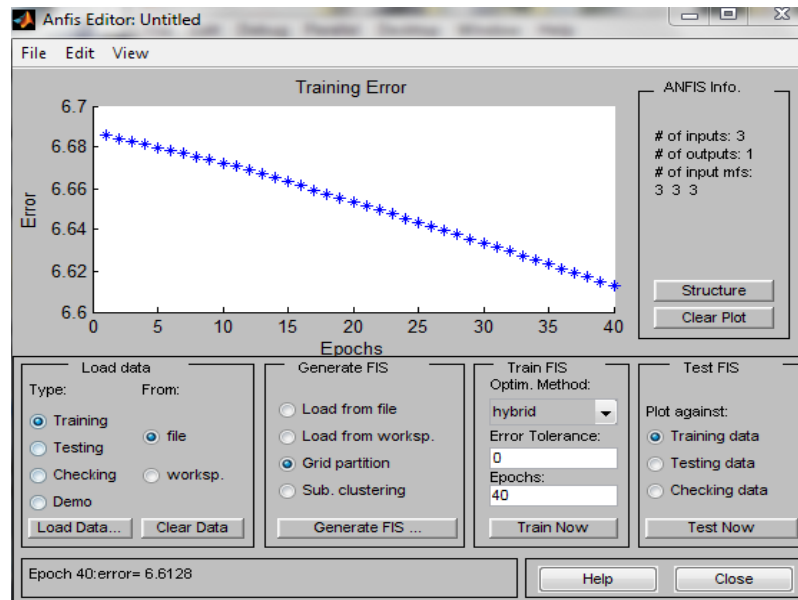 Anfis Editor: Untitled
File Edit View
Training Error
6.7
6.68
6.66
6.64
6.62
6.6
Error
0 5 10 15 20 25 30 35 40
Epochs
ANFIS Info.
# of inputs: 3
# of outputs: 1
# of input mfs:
3 3 3
Structure
Clear Plot
Load data
Type: From:
Training
Testing
Checking
Demo
file
worksp.
Load Data... Clear Data
Generate FIS
Load from file
Load from worksp.
Grid partition
Sub. clustering
Generate FIS ...
Train FIS
Optim. Method:
hybrid
Error Tolerance:
0
Epochs:
40
Train Now
Test FIS
Plot against:
Training data
Testing data
Checking data
Test Now
Epoch 40:error= 6.6128
Help
Close